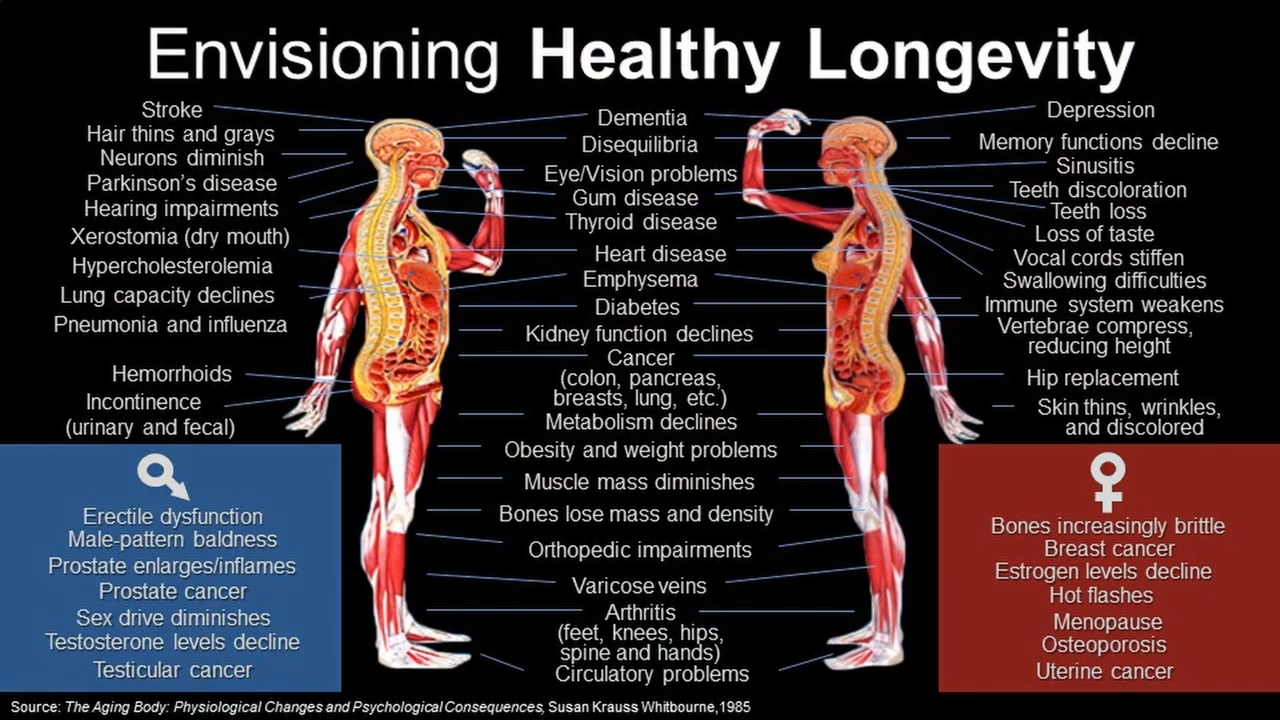 Envisioning Healthy Longevity
Stroke
Hair thins and grays
Neurons diminish
Parkinson's disease
Hearing impairments
Xerostomia (dry mouth)
Hypercholesterolemia
Lung capacity declines
Pneumonia and influenza
Hemorrhoids
Incontinence
(urinary and fecal)
Dementia
Disequilibria
Eye/Vision problems
Gum disease
Thyroid disease
Heart disease
Emphysema
Diabetes
Kidney function declines
Cancer
(colon, pancreas,
breasts, lung, etc.)
Metabolism declines
Obesity and weight problems
Muscle mass diminishes
Bones lose mass and density
Orthopedic impairments
Varicose veins
Arthritis
(feet, knees, hips,
spine and hands)
Circulatory problems
Depression
Memory functions decline
Sinusitis
Teeth discoloration
Teeth loss
Loss of taste
Vocal cords stiffen
Swallowing difficulties
Immune system weakens
Vertebrae compress,
reducing height
Hip replacement
Skin thins, wrinkles,
and discolored
Erectile dysfunction
Male-pattern baldness
Prostate enlarges/inflames
Prostate cancer
Sex drive diminishes
Testosterone levels decline
Testicular cancer
Bones increasingly brittle
Breast cancer
Estrogen levels decline
Hot flashes
Menopause
Osteoporosis
Uterine cancer
Source: The Aging Body: Physiological Changes and Psychological Consequences, Susan Krauss Whitbourne,1985